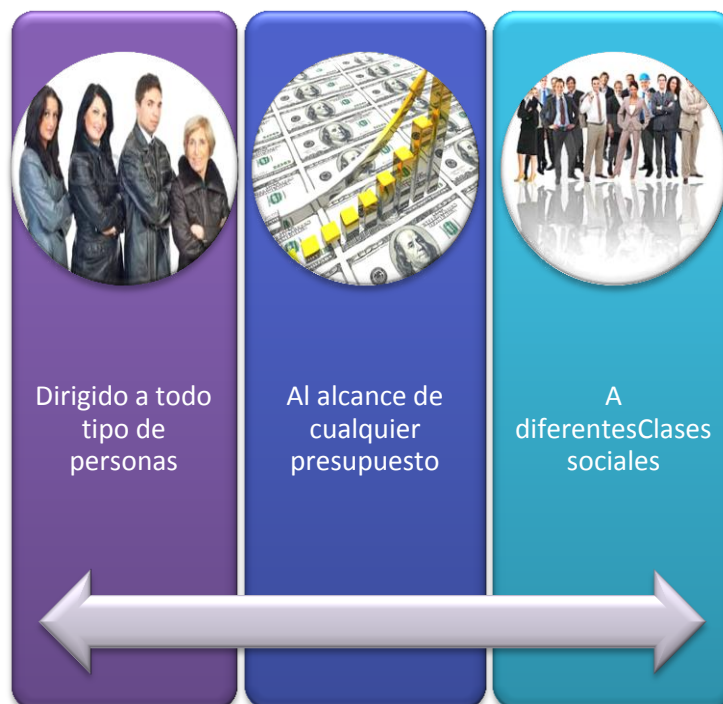 Dirigido a todo
tipo de
personas
Al alcance de
cualquier
presupuesto
A
diferentesClases
sociales